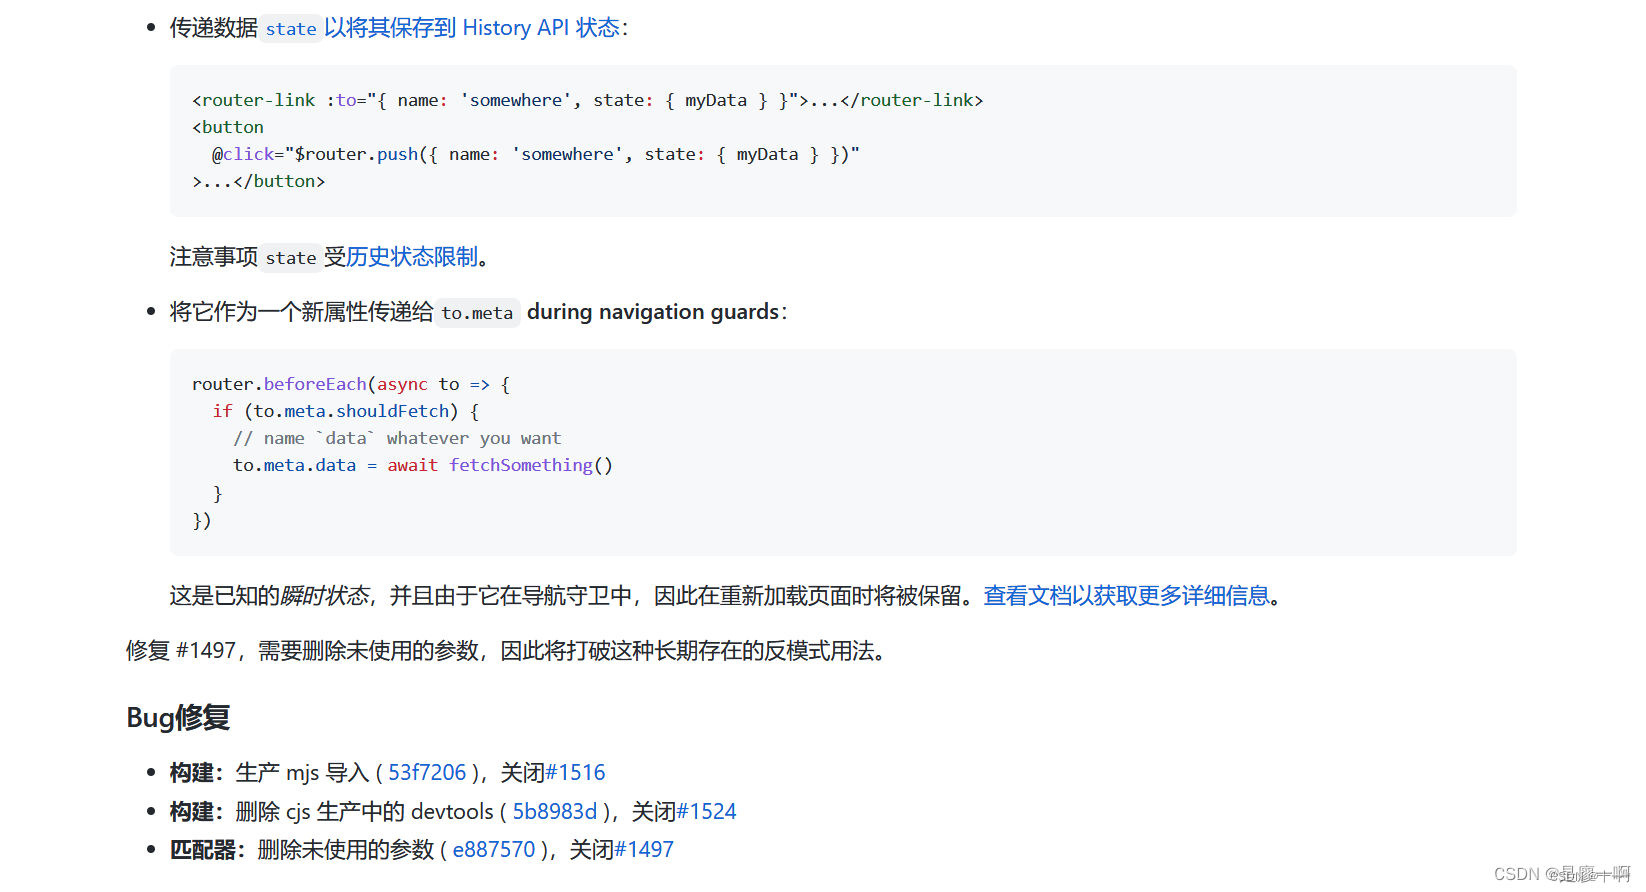 传递数据 state 以将其保存到 History API 状态：
<router-link :to="{ name: 'somewhere', state: { myData } }">...</router-link>
<button
@click="$router.push({ name: 'somewhere', state: { myData } })"
>...</button>
注意事项 state 受历史状态限制。
将它作为一个新属性传递给 to.meta during navigation guards：
router.beforeEach(async to => {
if (to.meta.shouldFetch) {
// name `data` whatever you want
to.meta.data = await fetchSomething()
}
})
这是已知的瞬时状态，并且由于它在导航守卫中，因此在重新加载页面时将被保留。查看文档以获取更多详细信息。
修复 #1497，需要删除未使用的参数，因此将打破这种长期存在的反模式用法。
Bug修复
构建：生产 mjs 导入 ( 53f7206 )，关闭#1516
构建：删除 cjs 生产中的 devtools ( 5b8983d )，关闭#1524
匹配器：删除未使用的参数 ( e887570 )，关闭#1497
CSDN